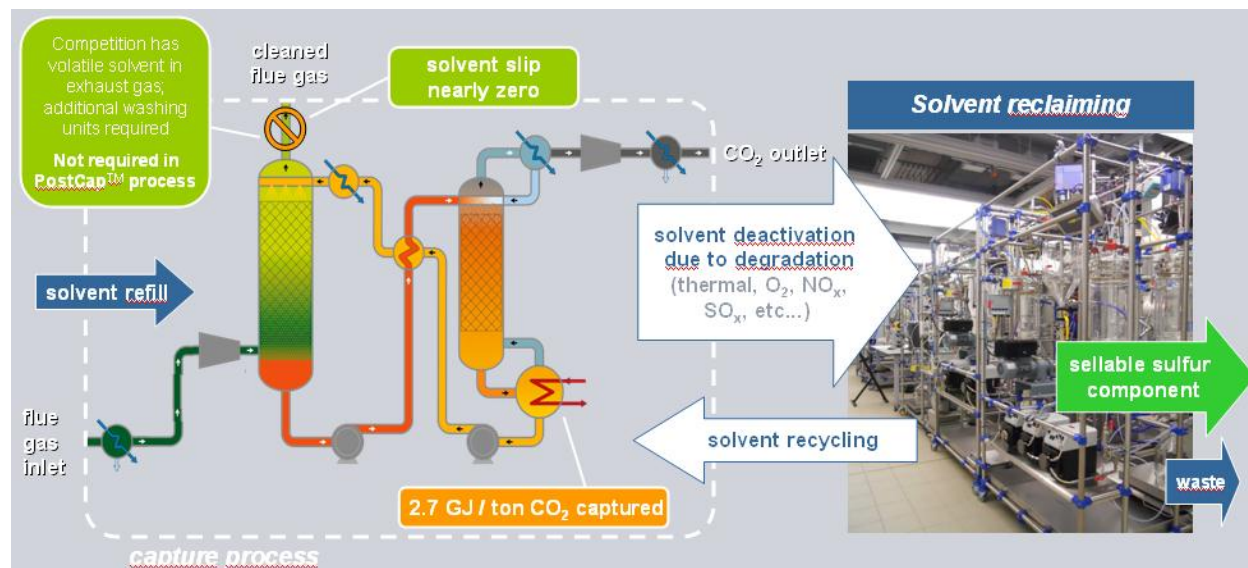 Competition has
volatile solvent in
exhaust gas;
additional washing
units required
Not required in
PostCap™ process
cleaned
flue gas
solvent slip
nearly zero
Solvent reclaiming
CO₂ outlet
solvent deactivation
due to degradation
(thermal, O₂, NOₓ,
SOₓ, etc...)
solvent refill
sellable sulfur
component
flue
gas
inlet
solvent recycling
waste
2.7 GJ / ton CO₂ captured
capture process